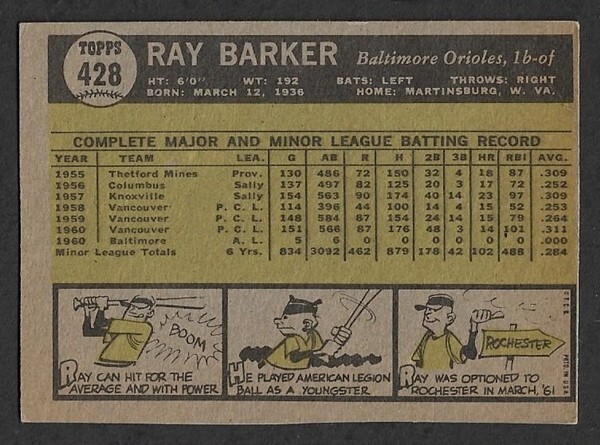 TOPPS
428
RAY BARKER Baltimore Orioles, 1b-of
HT: 6'0" WT: 192 BATS: LEFT THROWS: RIGHT
BORN: MARCH 12, 1936 HOME: MARTINSBURG, W. VA.
COMPLETE MAJOR AND MINOR LEAGUE BATTING RECORD
YEAR TEAM LEA. G AB R H 2B 3B HR RBI AVG.
1955 Thetford Mines Prov. 130 486 72 150 32 4 18 87 .309
1956 Columbus Sally 137 497 82 125 20 3 17 72 .252
1957 Knoxville Sally 154 563 90 174 40 14 23 97 .309
1958 Vancouver P. C. L. 114 396 44 100 14 4 15 52 .253
1959 Vancouver P. C. L. 148 584 87 154 24 14 15 79 .264
1960 Vancouver P. C. L. 151 566 87 176 48 3 14 101 .311
1960 Baltimore A. L. 5 6 0 0 0 0 0 0 .000
Minor League Totals 6 Yrs. 834 3092 462 879 178 42 102 488 .284
BOOM
RAY CAN HIT FOR THE
AVERAGE AND WITH POWER
HE PLAYED AMERICAN LEGION
BALL AS A YOUNGSTER
ROCHESTER
RAY WAS OPTIONED TO
ROCHESTER IN MARCH, '61
©T.C.G.
PRTD. IN U.S.A.